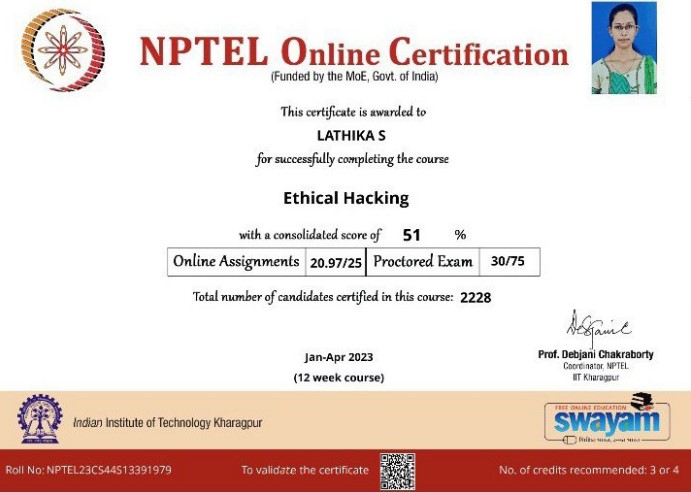 NPTEL Online Certification
(Funded by the MoE, Govt. of India)
This certificate is awarded to
LATHIKA S
for successfully completing the course
Ethical Hacking
with a consolidated score of 51 %
Online Assignments 20.97/25 Proctored Exam 30/75
Total number of candidates certified in this course: 2228
Jan-Apr 2023
(12 week course)
Prof. Debjani Chakraborty
Coordinator, NPTEL
IIT Kharagpur
Indian Institute of Technology Kharagpur
FREE ONLINE EDUCATION
swayam
Roll No: NPTEL23CS44S13391979
To validate the certificate
No. of credits recommended: 3 or 4